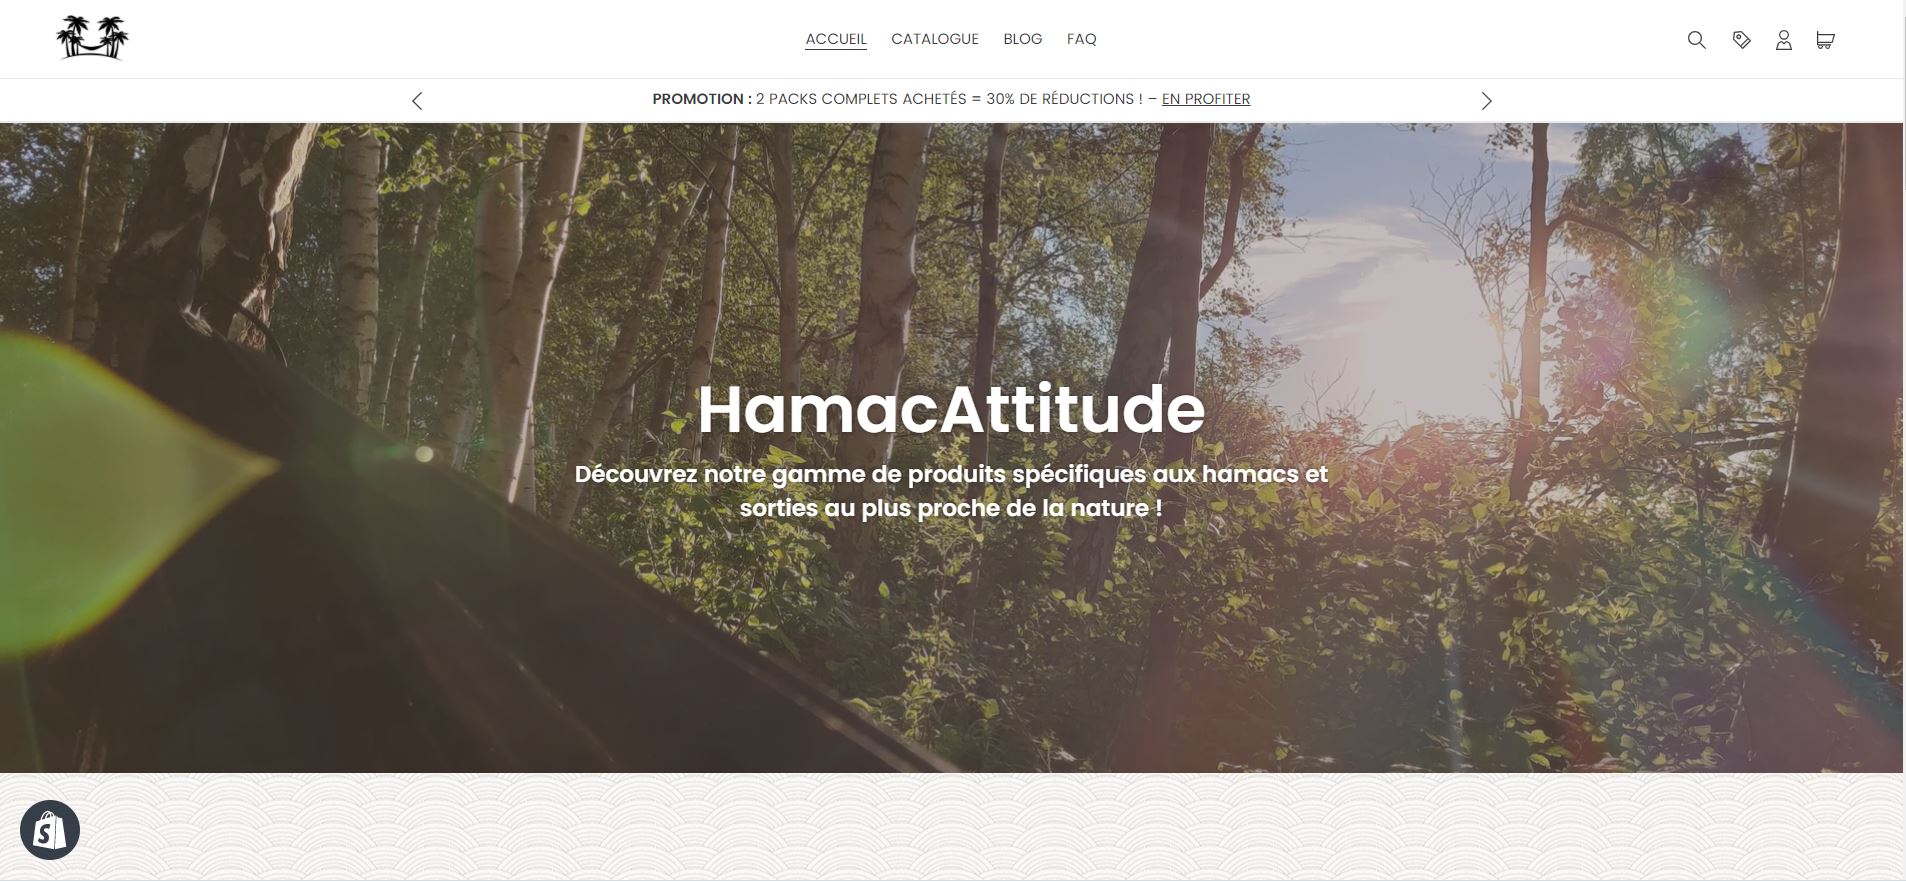 ACCUEIL CATALOGUE BLOG FAQ
PROMOTION : 2 PACKS COMPLETS ACHETÉS = 30% DE RÉDUCTIONS ! – EN PROFITER
HamacAttitude
Découvrez notre gamme de produits spécifiques aux hamacs et
sorties au plus proche de la nature !
S